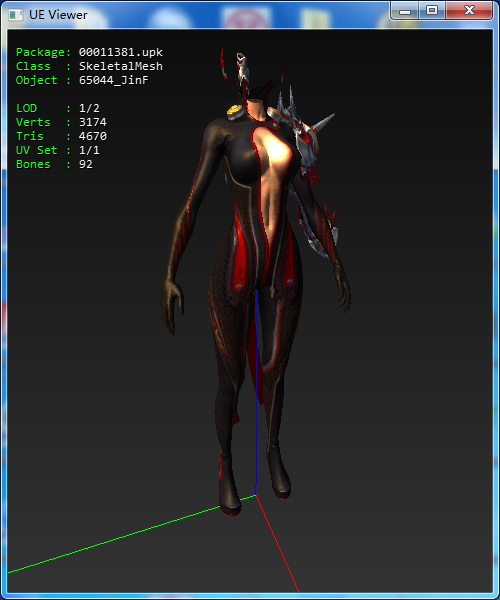 UE Viewer
Package: 00011381.upk
Class : SkeletalMesh
Object : 65044_JinF
LOD : 1/2
Verts : 3174
Tris : 4670
UV Set : 1/1
Bones : 92